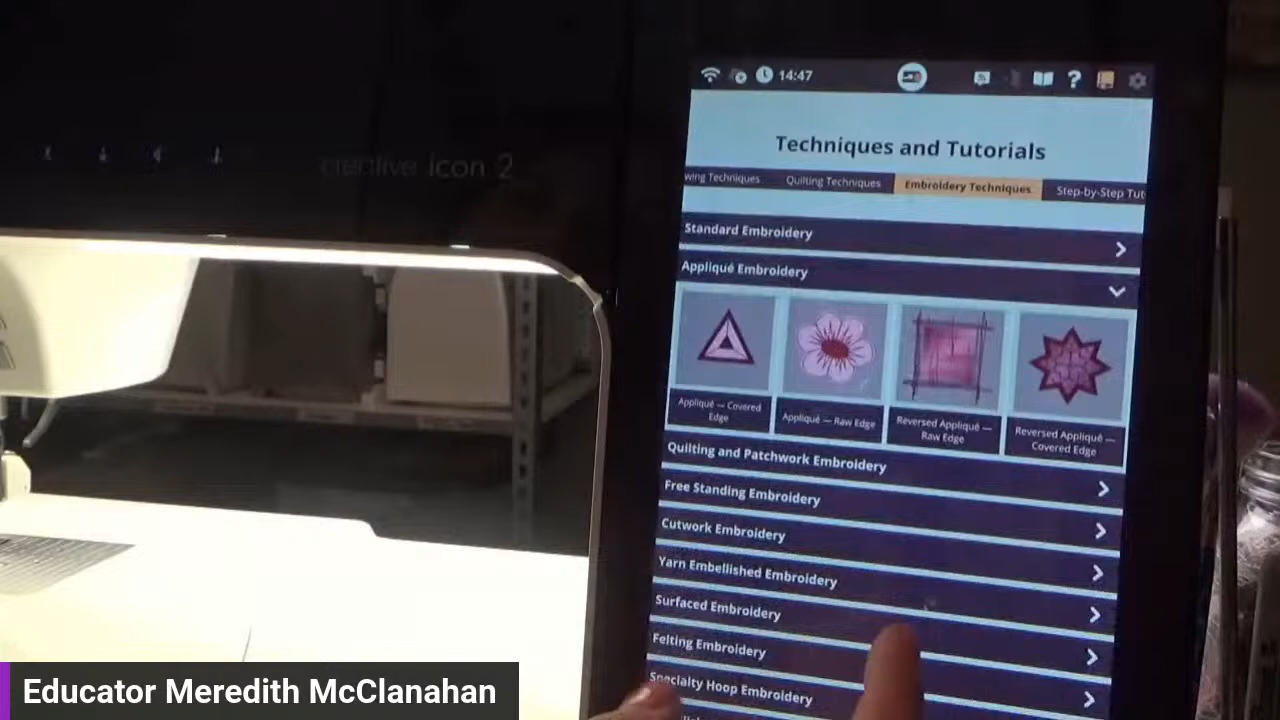 14:47
creative icon 2
Techniques and Tutorials
wing Techniques
Quilting Techniques
Embroidery Techniques
Step-by-Step Tut
Standard Embroidery
Appliqué Embroidery
Appliqué — Covered
Edge
Appliqué — Raw Edge
Reversed Appliqué —
Raw Edge
Reversed Appliqué —
Covered Edge
Quilting and Patchwork Embroidery
Free Standing Embroidery
Cutwork Embroidery
Yarn Embellished Embroidery
Surfaced Embroidery
Felting Embroidery
Specialty Hoop Embroidery
Educator Meredith McClanahan